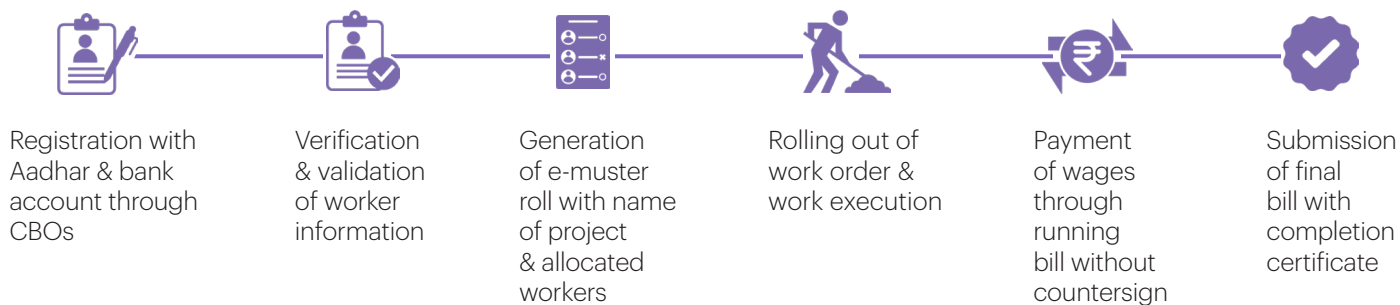 Registration with
Aadhar & bank
account through
CBOs
Verification
& validation
of worker
information
Generation
of e-muster
roll with name
of project
& allocated
workers
Rolling out of
work order &
work execution
Payment
of wages
through
running
bill without
countersign
Submission
of final
bill with
completion
certificate